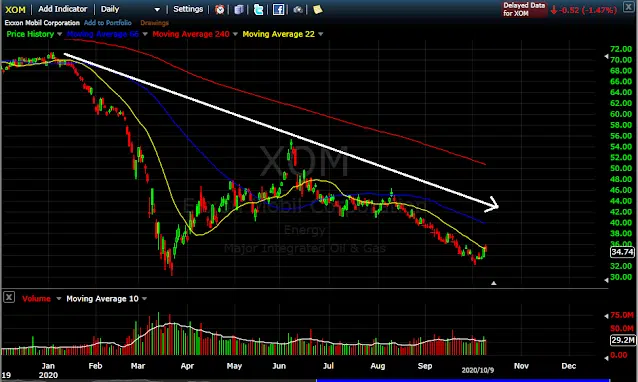 XOM Add Indicator Daily Settings Delayed Data for XOM -0.52 (-1.47%)
Exxon Mobil Corporation Add to Portfolio Drawings
Price History Moving Average 66 Moving Average 240 Moving Average 22
72.00
70.00
68.00
66.00
64.00
62.00
60.00
58.00
56.00
54.00
52.00
50.00
48.00
46.00
44.00
42.00
40.00
38.00
36.00
34.74
32.00
30.00
XOM
Exxon Mobil Corporation
Energy
Major Integrated Oil & Gas
X Volume Moving Average 10
75.0M
50.0M
29.2M
0.00
Jan Feb Mar Apr May Jun Jul Aug Sep Nov Dec
19 2020 2020/10/9